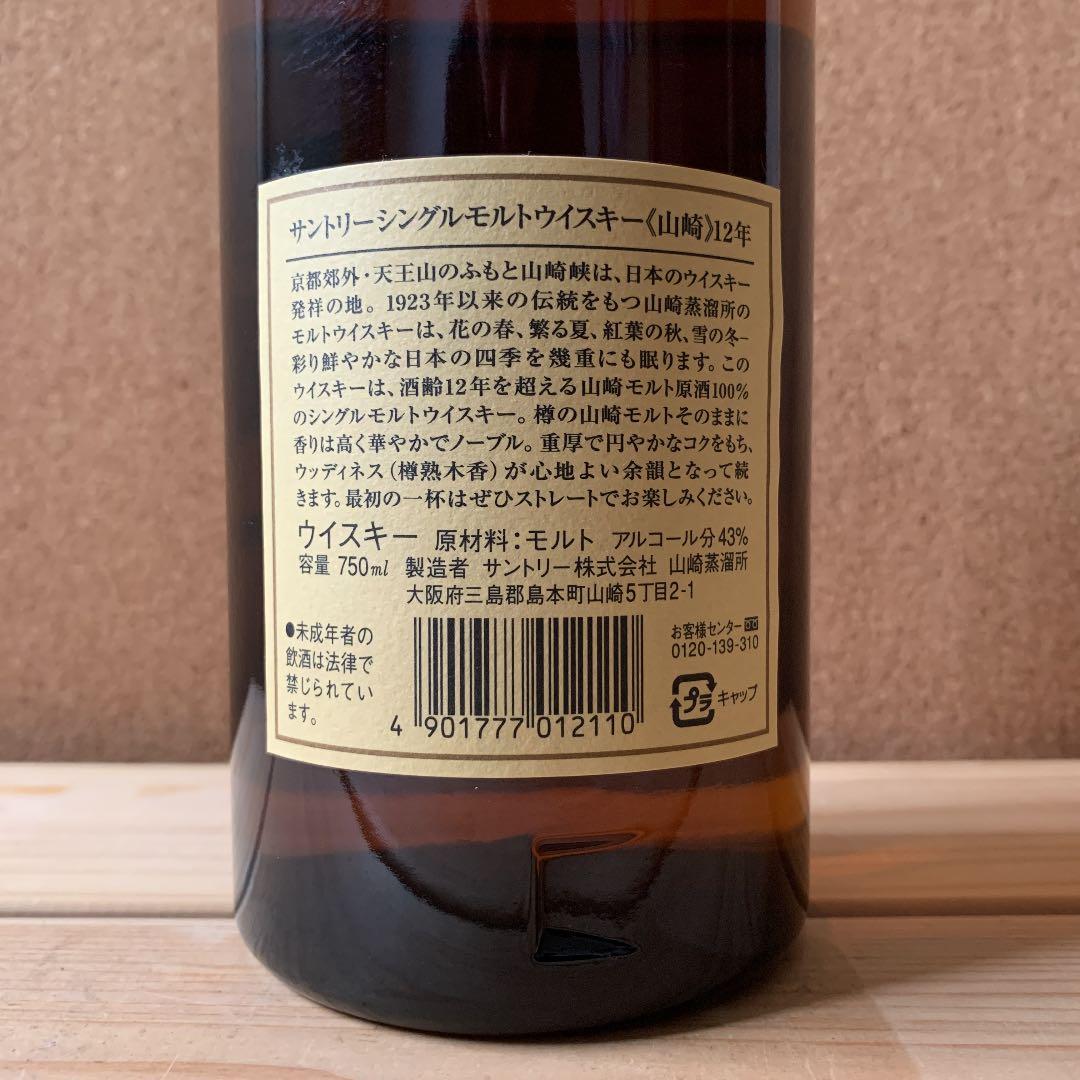 サントリーシングルモルトウイスキー《山崎》12年
京都郊外・天王山のふもと山崎峡は、日本のウイスキー
発祥の地。1923年以来の伝統をもつ山崎蒸溜所の
モルトウイスキーは、花の春、繁る夏、紅葉の秋、雪の冬−
彩り鮮やかな日本の四季を幾重にも眠ります。この
ウイスキーは、酒齢12年を超える山崎モルト原酒100%
のシングルモルトウイスキー。樽の山崎モルトそのままに
香りは高く華やかでノーブル。重厚で円やかなコクをもち、
ウッディネス(樽熟木香)が心地よい余韻となって続
きます。最初の一杯はぜひストレートでお楽しみください。
ウイスキー 原材料:モルト アルコール分43%
容量 750ml 製造者 サントリー株式会社 山崎蒸溜所
大阪府三島郡島本町山崎5丁目2-1
●未成年者の
飲酒は法律で
禁じられてい
ます。
4 901777 012110
お客様センター
0120-139-310
プラ キャップ